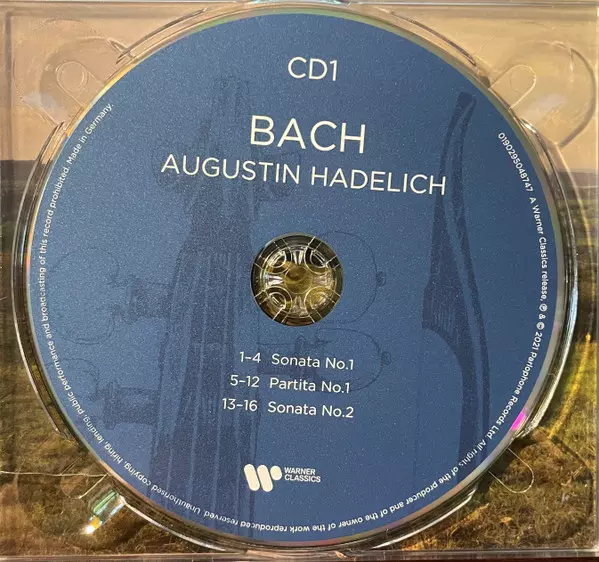 CD1
BACH
AUGUSTIN HADELICH
1–4 Sonata No.1
5–12 Partita No.1
13–16 Sonata No.2
WARNER
CLASSICS
0190295048747 A Warner Classics release, ℗ & © 2021 Parlophone Records Ltd. All rights of the producer and of the owner of the work reproduced reserved. Unauthorised copying, hiring, lending, public performance and broadcasting of this record prohibited. Made in Germany.